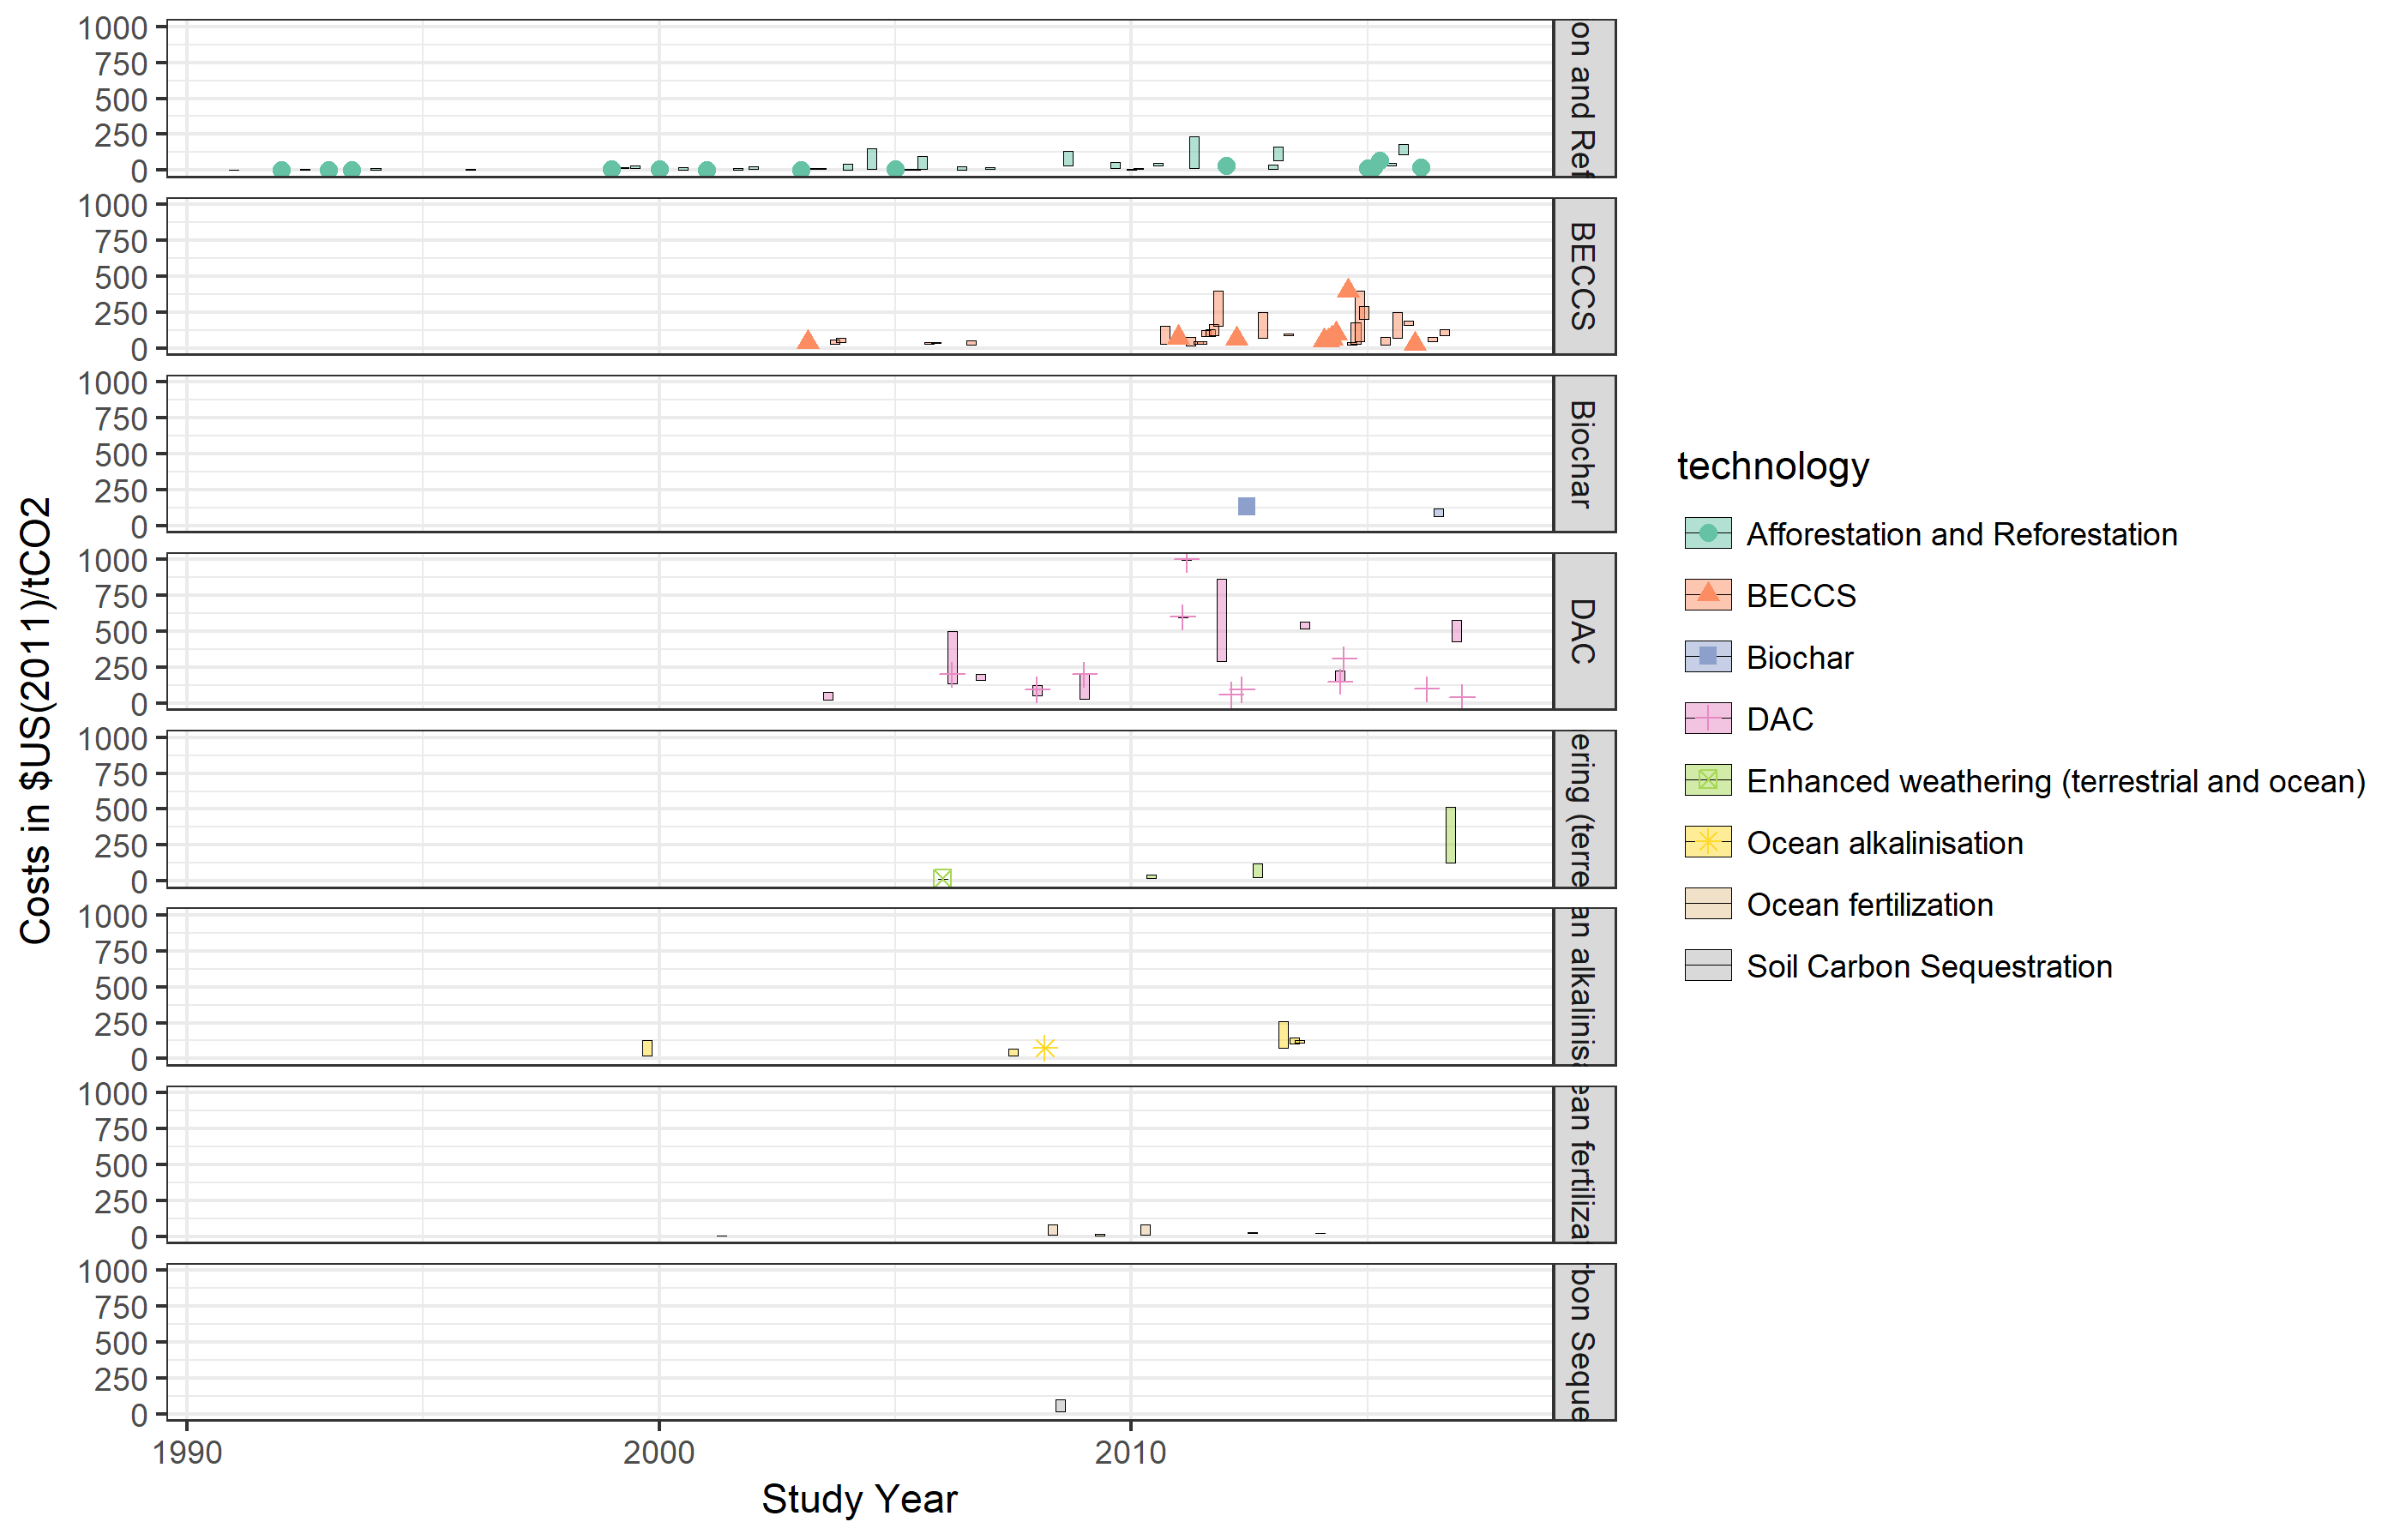 1000
750
500
250
0
on and Ref
1000
750
500
250
0
BECCS
1000
750
500
250
0
Biochar
1000
750
500
250
0
DAC
1000
750
500
250
0
ering (terre
1000
750
500
250
0
an alkalinisa
1000
750
500
250
0
ean fertiliza
1000
750
500
250
0
rbon Seque
1990
2000
2010
Study Year
Costs in $US(2011)/tCO2
technology
Afforestation and Reforestation
BECCS
Biochar
DAC
Enhanced weathering (terrestrial and ocean)
Ocean alkalinisation
Ocean fertilization
Soil Carbon Sequestration